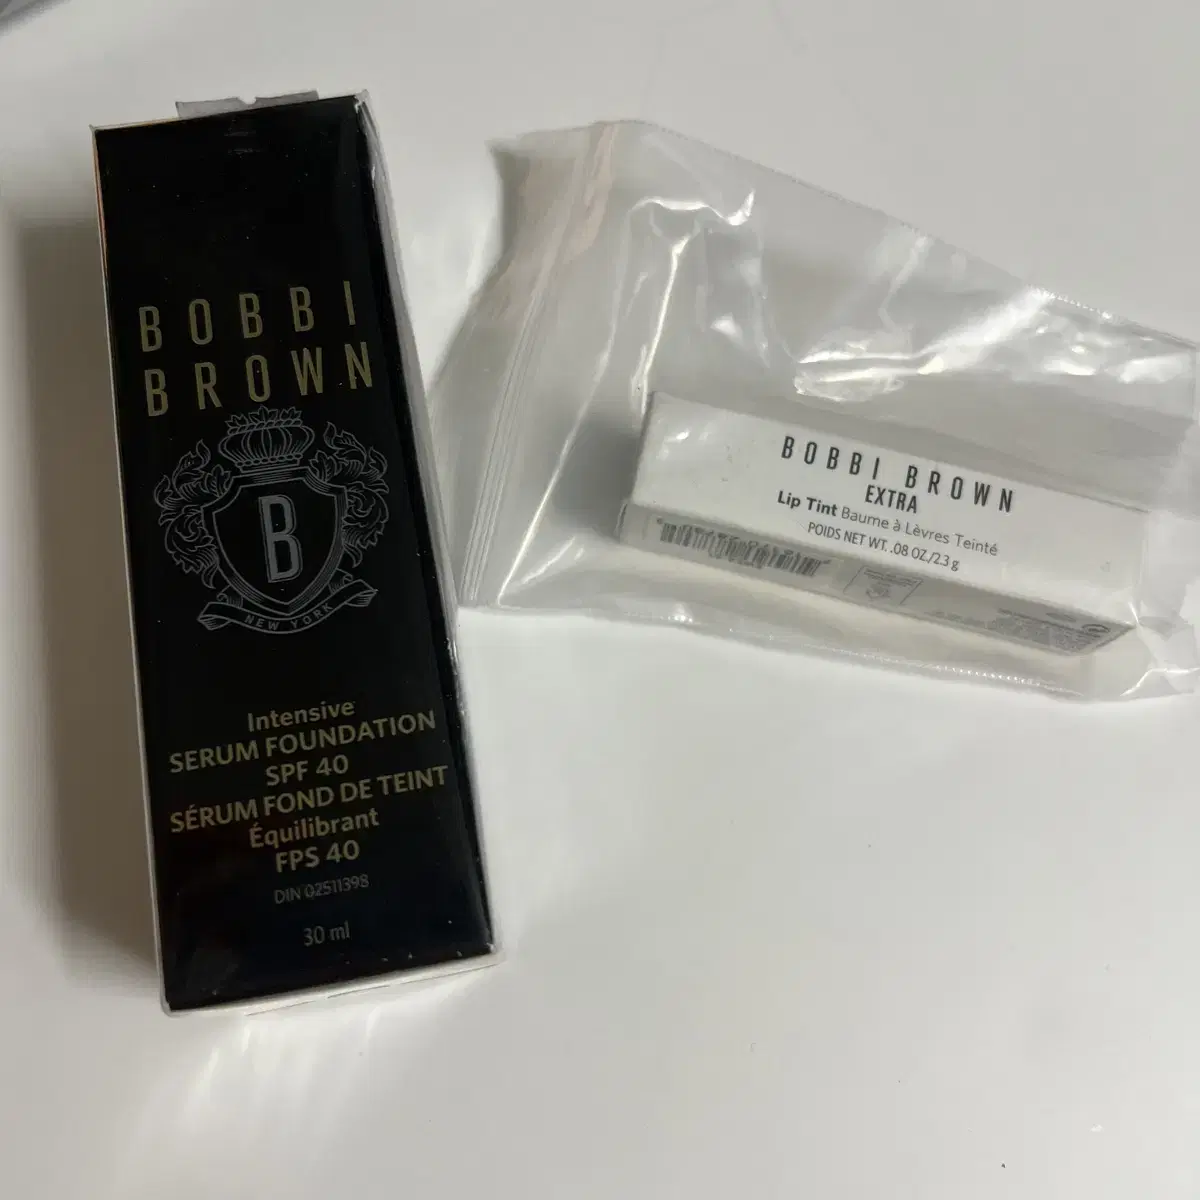 BOBBI
BROWN
B
NEW YORK
Intensive
SERUM FOUNDATION
SPF 40
SÉRUM FOND DE TEINT
Équilibrant
FPS 40
DIN 02511398
30 ml
BOBBI BROWN
EXTRA
Lip Tint Baume à Lèvres Teinté
POIDS NET WT. .08 OZ./2.3 g